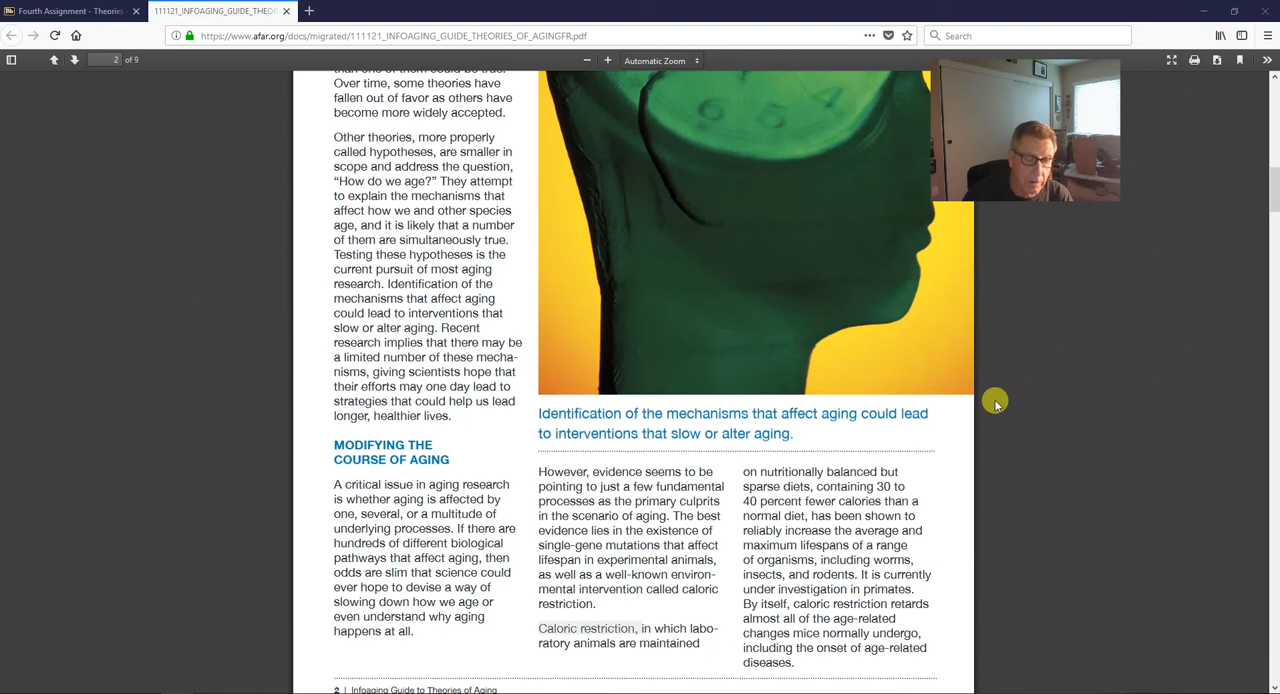 Fourth Assignment - Theories
111121_INFOAGING_GUIDE_THEOR
https://www.afar.org/docs/migrated/111121_INFOAGING_GUIDE_THEORIES_OF_AGINGFR.pdf
Search
2 of 9
Automatic Zoom
than one of them could be true.
Over time, some theories have
fallen out of favor as others have
become more widely accepted.
Other theories, more properly
called hypotheses, are smaller in
scope and address the question,
“How do we age?” They attempt
to explain the mechanisms that
affect how we and other species
age, and it is likely that a number
of them are simultaneously true.
Testing these hypotheses is the
current pursuit of most aging
research. Identification of the
mechanisms that affect aging
could lead to interventions that
slow or alter aging. Recent
research implies that there may be
a limited number of these mecha-
nisms, giving scientists hope that
their efforts may one day lead to
strategies that could help us lead
longer, healthier lives.
MODIFYING THE
COURSE OF AGING
A critical issue in aging research
is whether aging is affected by
one, several, or a multitude of
underlying processes. If there are
hundreds of different biological
pathways that affect aging, then
odds are slim that science could
ever hope to devise a way of
slowing down how we age or
even understand why aging
happens at all.
6 5 4
Identification of the mechanisms that affect aging could lead
to interventions that slow or alter aging.
However, evidence seems to be
pointing to just a few fundamental
processes as the primary culprits
in the scenario of aging. The best
evidence lies in the existence of
single-gene mutations that affect
lifespan in experimental animals,
as well as a well-known environ-
mental intervention called caloric
restriction.
Caloric restriction, in which labo-
ratory animals are maintained
on nutritionally balanced but
sparse diets, containing 30 to
40 percent fewer calories than a
normal diet, has been shown to
reliably increase the average and
maximum lifespans of a range
of organisms, including worms,
insects, and rodents. It is currently
under investigation in primates.
By itself, caloric restriction retards
almost all of the age-related
changes mice normally undergo,
including the onset of age-related
diseases.
2 | Infoaging Guide to Theories of Aging